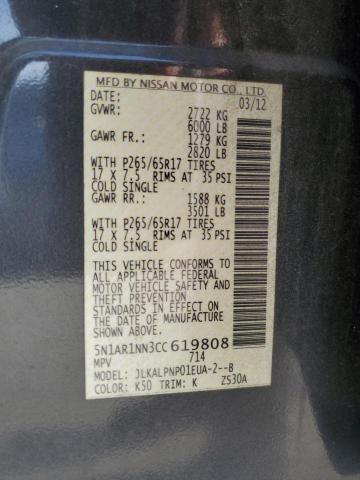 MFD BY NISSAN MOTOR CO., LTD.
DATE: 03/12
GVWR: 2722 KG
6000 LB
GAWR FR.: 1279 KG
2820 LB
WITH P265/65R17 TIRES
17 X 7.5 RIMS AT 35 PSI
COLD SINGLE
GAWR RR.: 1588 KG
3501 LB
WITH P265/65R17 TIRES
17 X 7.5 RIMS AT 35 PSI
COLD SINGLE
THIS VEHICLE CONFORMS TO
ALL APPLICABLE FEDERAL
MOTOR VEHICLE SAFETY AND
THEFT PREVENTION
STANDARDS IN EFFECT ON
THE DATE OF MANUFACTURE
SHOWN ABOVE.
5N1AR1NN3CC619808
MPV 714
MODEL: JLKALPNP01EUA-2--B
COLOR: K50 TRIM: K ZS30A